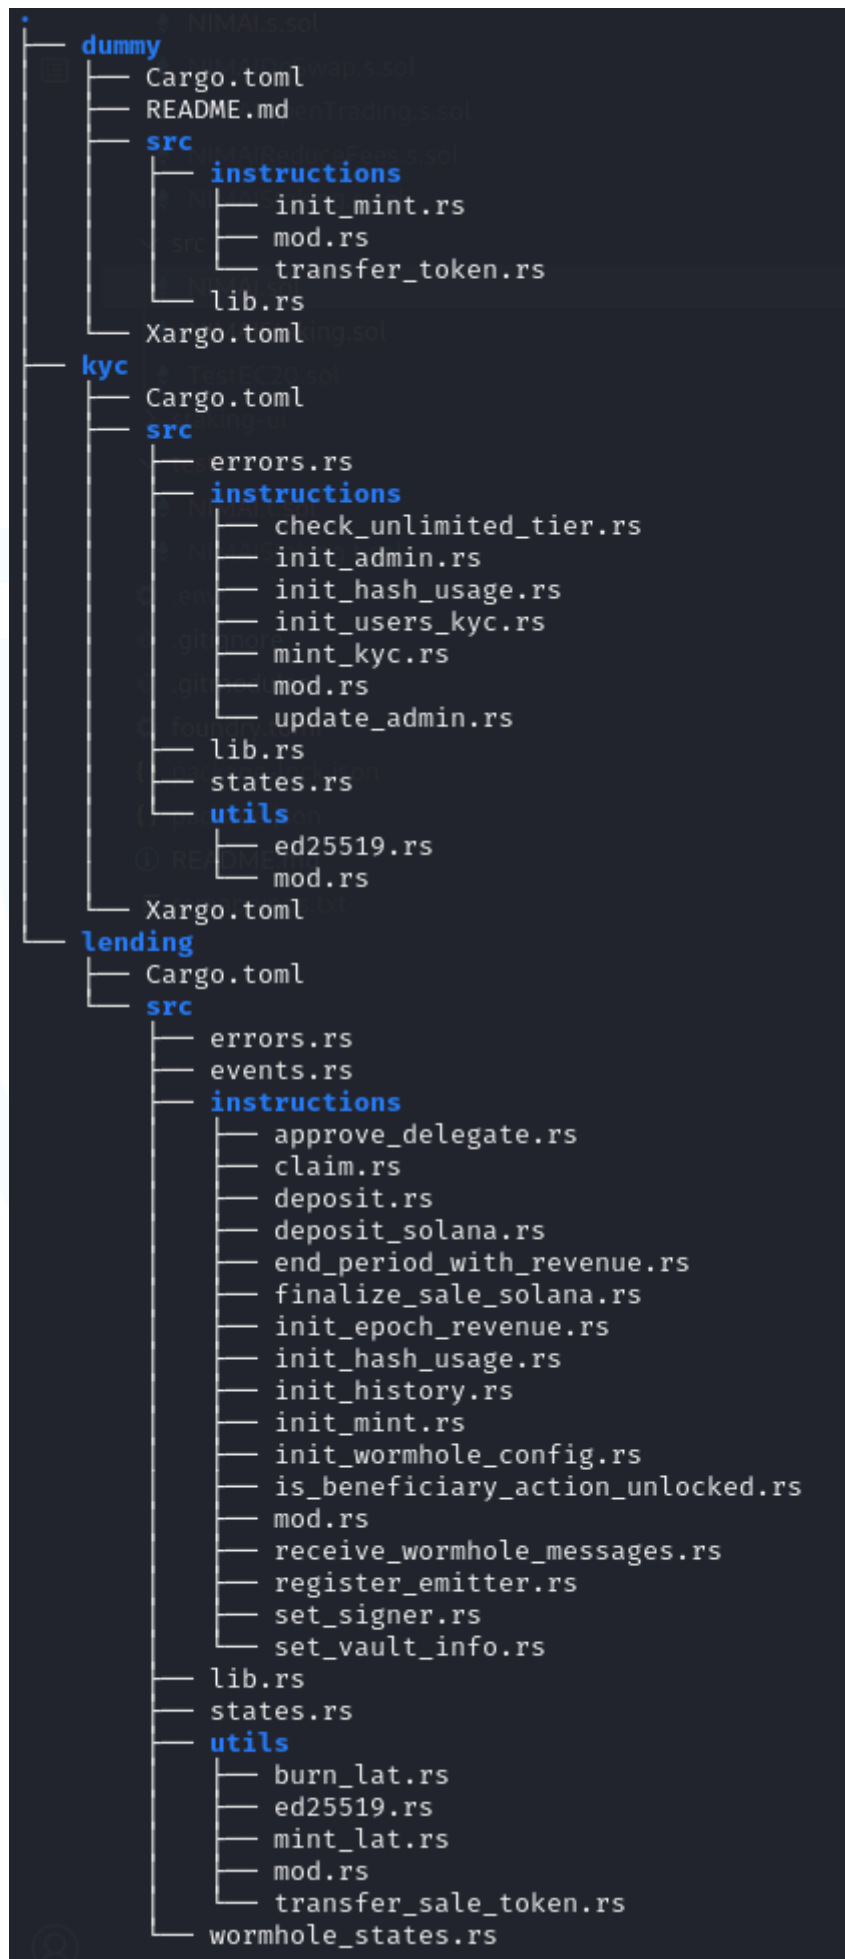 .
├── dummy
│   ├── Cargo.toml
│   ├── README.md
│   ├── src
│   │   ├── instructions
│   │   │   ├── init_mint.rs
│   │   │   ├── mod.rs
│   │   │   └── transfer_token.rs
│   │   └── lib.rs
│   └── Xargo.toml
├── kyc
│   ├── Cargo.toml
│   ├── src
│   │   ├── errors.rs
│   │   ├── instructions
│   │   │   ├── check_unlimited_tier.rs
│   │   │   ├── init_admin.rs
│   │   │   ├── init_hash_usage.rs
│   │   │   ├── init_users_kyc.rs
│   │   │   ├── mint_kyc.rs
│   │   │   ├── mod.rs
│   │   │   └── update_admin.rs
│   │   ├── lib.rs
│   │   ├── states.rs
│   │   └── utils
│   │       ├── ed25519.rs
│   │       └── mod.rs
│   └── Xargo.toml
└── lending
    ├── Cargo.toml
    └── src
        ├── errors.rs
        ├── events.rs
        ├── instructions
        │   ├── approve_delegate.rs
        │   ├── claim.rs
        │   ├── deposit.rs
        │   ├── deposit_solana.rs
        │   ├── end_period_with_revenue.rs
        │   ├── finalize_sale_solana.rs
        │   ├── init_epoch_revenue.rs
        │   ├── init_hash_usage.rs
        │   ├── init_history.rs
        │   ├── init_mint.rs
        │   ├── init_wormhole_config.rs
        │   ├── is_beneficiary_action_unlocked.rs
        │   ├── mod.rs
        │   ├── receive_wormhole_messages.rs
        │   ├── register_emitter.rs
        │   ├── set_signer.rs
        │   └── set_vault_info.rs
        ├── lib.rs
        ├── states.rs
        ├── utils
        │   ├── burn_lat.rs
        │   ├── ed25519.rs
        │   ├── mint_lat.rs
        │   ├── mod.rs
        │   └── transfer_sale_token.rs
        └── wormhole_states.rs